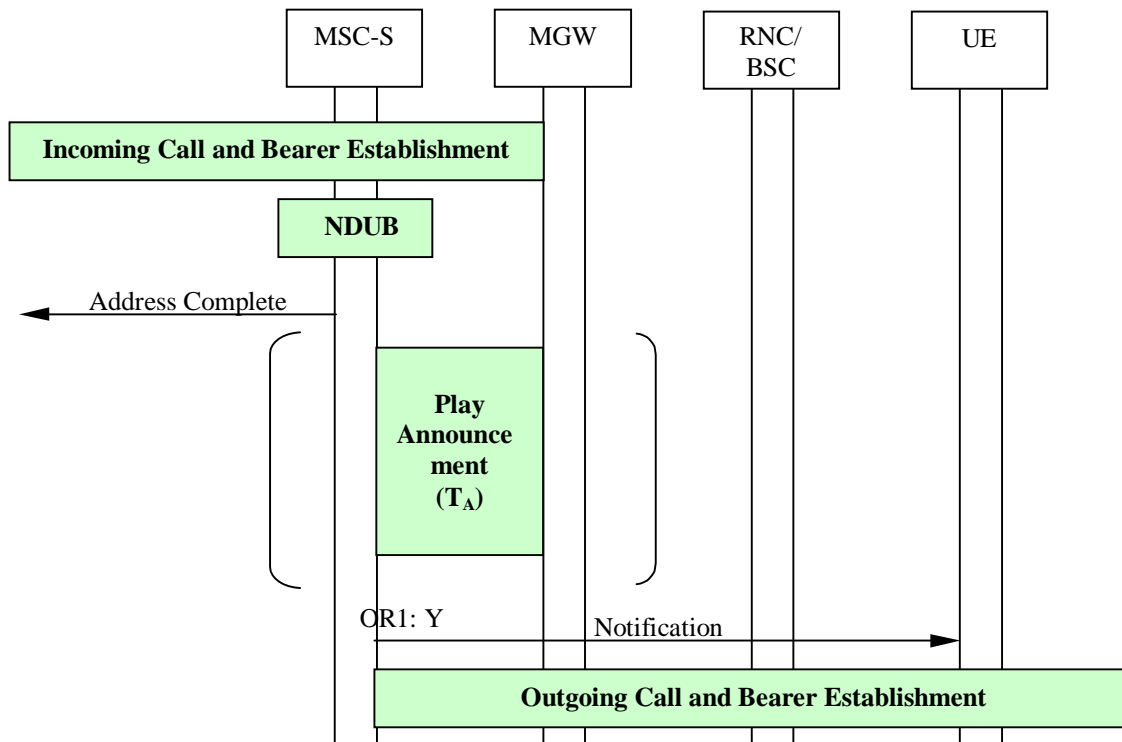 MSC-S
MGW
RNC/
BSC
UE
Incoming Call and Bearer Establishment
NDUB
Address Complete
Play
Announce
ment
(T_A)
OR1: Y
Notification
Outgoing Call and Bearer Establishment